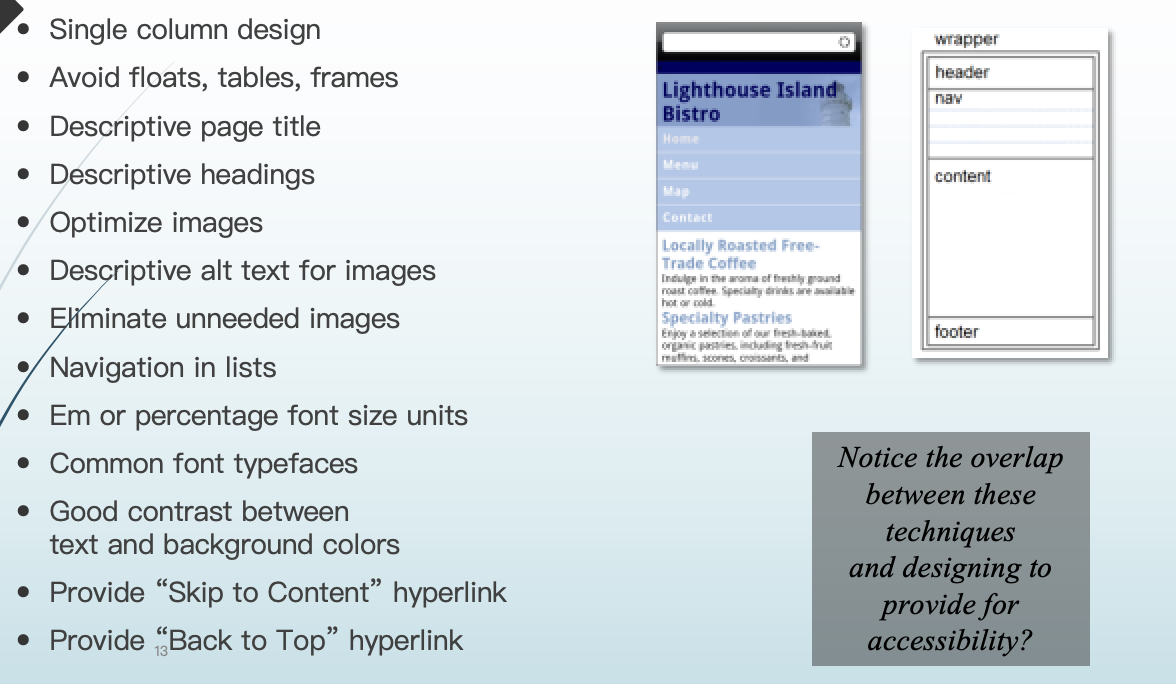 Single column design
Avoid floats, tables, frames
Descriptive page title
Descriptive headings
Optimize images
Descriptive alt text for images
Eliminate unneeded images
Navigation in lists
Em or percentage font size units
Common font typefaces
Good contrast between
text and background colors
Provide “Skip to Content” hyperlink
Provide “Back to Top” hyperlink
13
Lighthouse Island
Bistro
Home
Menu
Map
Contact
Locally Roasted Free-
Trade Coffee
Indulge in the aroma of freshly ground
roast coffee. Specialty drinks are available
hot or cold.
Specialty Pastries
Enjoy a selection of our fresh-baked,
organic pastries, including fresh-fruit
muffins, scones, croissants, and
wrapper
header
nav
content
footer
Notice the overlap
between these
techniques
and designing to
provide for
accessibility?